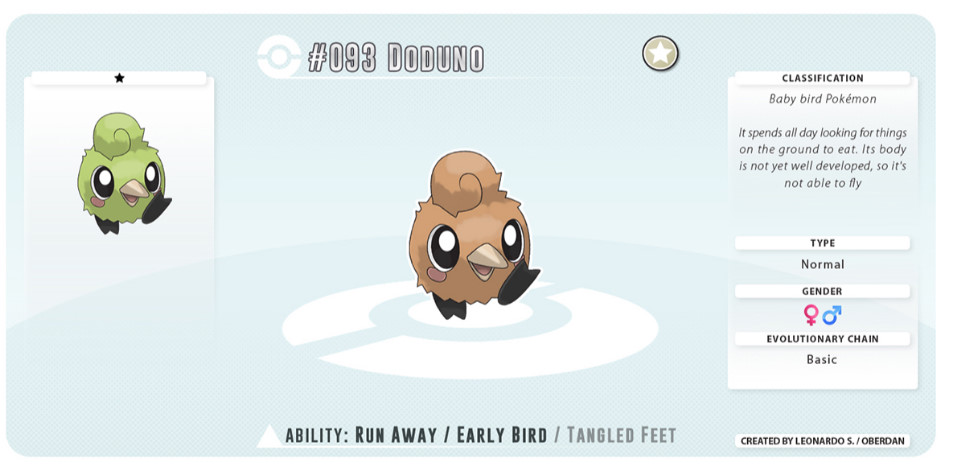 #093 Doduno
CLASSIFICATION
Baby bird Pokémon
It spends all day looking for things
on the ground to eat. Its body
is not yet well developed, so it's
not able to fly
TYPE
Normal
GENDER
EVOLUTIONARY CHAIN
Basic
ABILITY: RUN AWAY / EARLY BIRD / TANGLED FEET
CREATED BY LEONARDO S. / OBERDAN